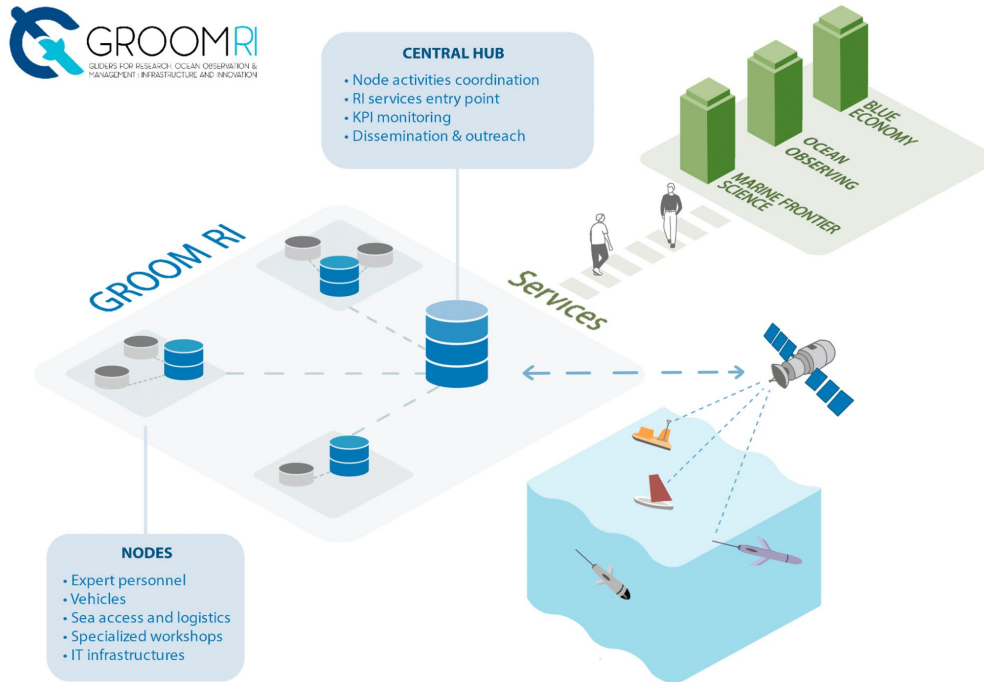 GROOMRI
GLIDERS FOR RESEARCH, OCEAN OBSERVATION &
MANAGEMENT : INFRASTRUCTURE AND INNOVATION
CENTRAL HUB
• Node activities coordination
• RI services entry point
• KPI monitoring
• Dissemination & outreach
BLUE
ECONOMY
OCEAN
OBSERVING
MARINE FRONTIER
SCIENCE
GROOM RI
Services
NODES
• Expert personnel
• Vehicles
• Sea access and logistics
• Specialized workshops
• IT infrastructures